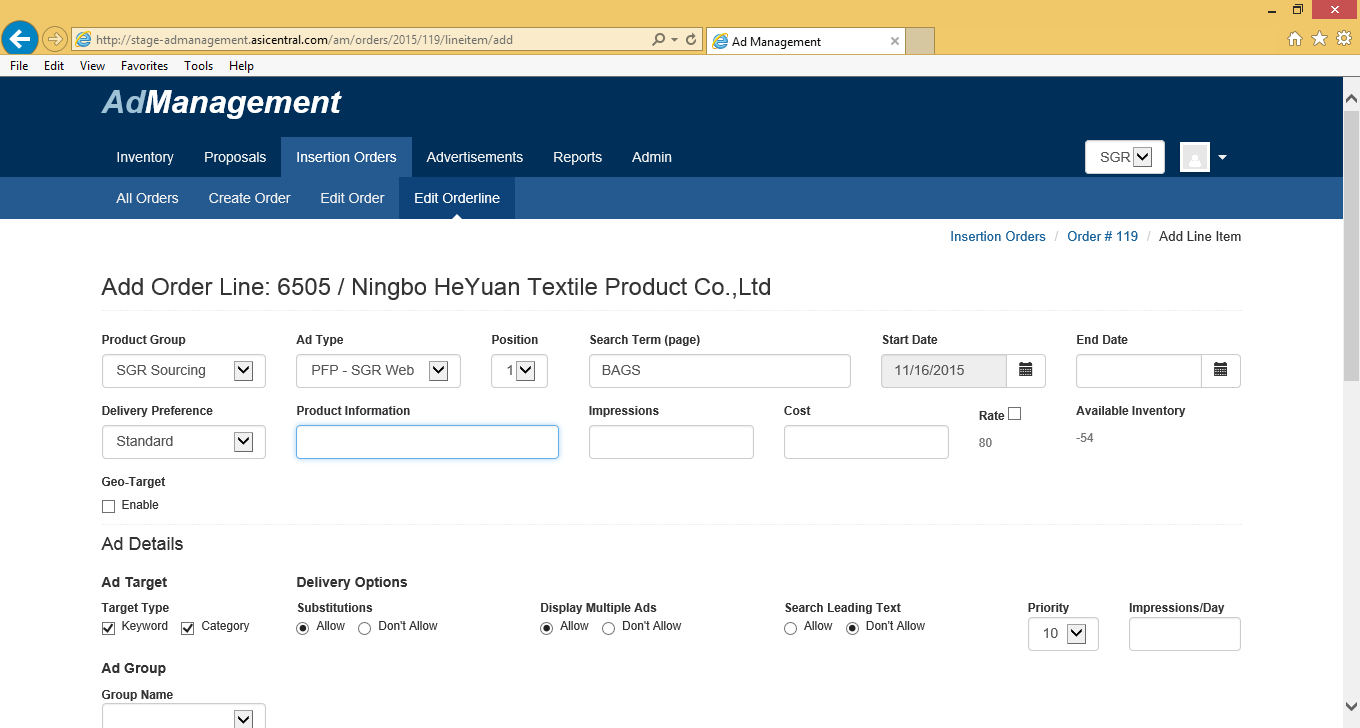 http://stage-admanagement.asicentral.com/am/orders/2015/119/lineitem/add
Ad Management
File Edit View Favorites Tools Help
AdManagement
Inventory Proposals Insertion Orders Advertisements Reports Admin
SGR
All Orders Create Order Edit Order Edit Orderline
Insertion Orders / Order # 119 / Add Line Item
Add Order Line: 6505 / Ningbo HeYuan Textile Product Co.,Ltd
Product Group Ad Type Position Search Term (page) Start Date End Date
SGR Sourcing PFP - SGR Web 1 BAGS 11/16/2015
Delivery Preference Product Information Impressions Cost Rate Available Inventory
Standard 80 -54
Geo-Target
Enable
Ad Details
Ad Target Delivery Options
Target Type Substitutions Display Multiple Ads Search Leading Text Priority Impressions/Day
Keyword Category Allow Don't Allow Allow Don't Allow Allow Don't Allow 10
Ad Group
Group Name